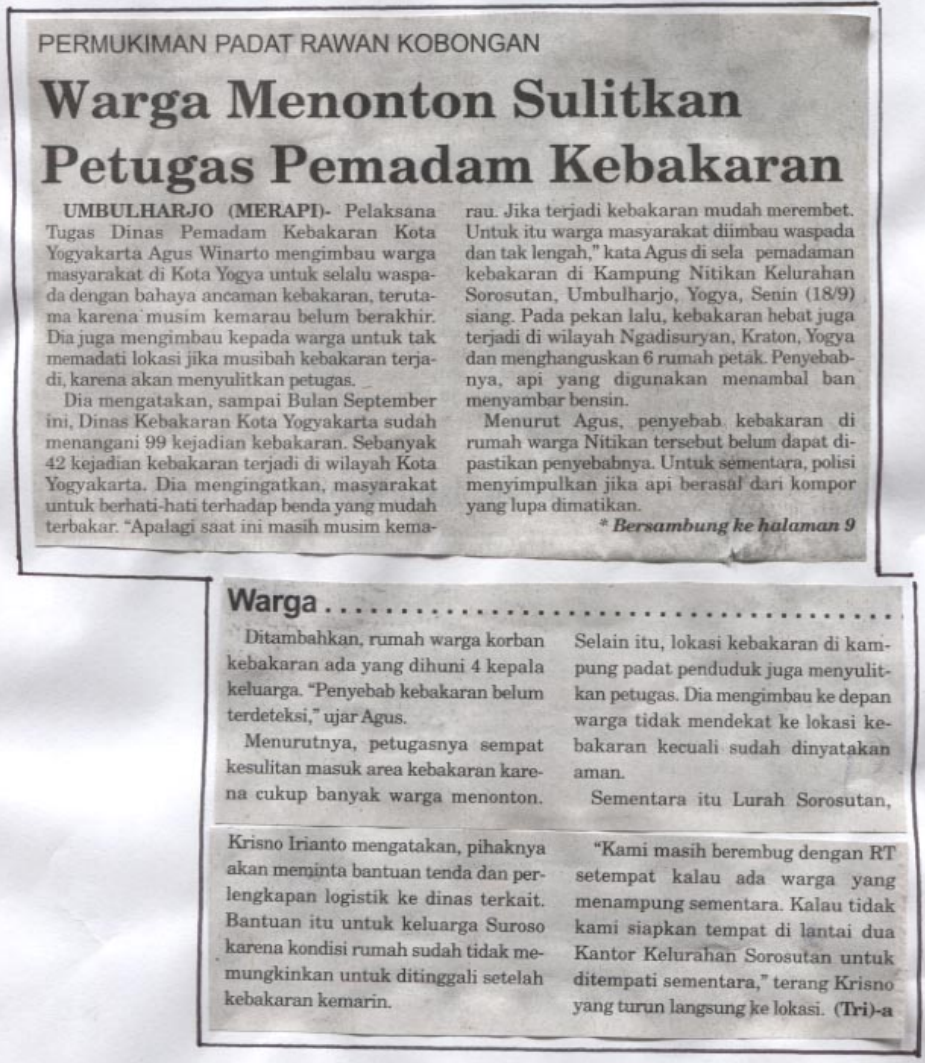 PERMUKIMAN PADAT RAWAN KOBONGAN
Warga Menonton Sulitkan
Petugas Pemadam Kebakaran
UMBULHARJO (MERAPI)- Pelaksana
Tugas Dinas Pemadam Kebakaran Kota
Yogyakarta Agus Winarto mengimbau warga
masyarakat di Kota Yogya untuk selalu waspa-
da dengan bahaya ancaman kebakaran, teruta-
ma karena musim kemarau belum berakhir.
Dia juga mengimbau kepada warga untuk tak
memadati lokasi jika musibah kebakaran terja-
di, karena akan menyulitkan petugas.
Dia mengatakan, sampai Bulan September
ini, Dinas Kebakaran Kota Yogyakarta sudah
menangani 99 kejadian kebakaran. Sebanyak
42 kejadian kebakaran terjadi di wilayah Kota
Yogyakarta. Dia mengingatkan, masyarakat
untuk berhati-hati terhadap benda yang mudah
terbakar. “Apalagi saat ini masih musim kema-
rau. Jika terjadi kebakaran mudah merembet.
Untuk itu warga masyarakat diimbau waspada
dan tak lengah,” kata Agus di sela pemadaman
kebakaran di Kampung Nitikan Kelurahan
Sorosutan, Umbulharjo, Yogya, Senin (18/9)
siang. Pada pekan lalu, kebakaran hebat juga
terjadi di wilayah Ngadisuryan, Kraton, Yogya
dan menghanguskan 6 rumah petak. Penyebab-
nya, api yang digunakan menambal ban
menyambar bensin.
Menurut Agus, penyebab kebakaran di
rumah warga Nitikan tersebut belum dapat di-
pastikan penyebabnya. Untuk sementara, polisi
menyimpulkan jika api berasal dari kompor
yang lupa dimatikan.
* Bersambung ke halaman 9
Warga ........................................
Ditambahkan, rumah warga korban
kebakaran ada yang dihuni 4 kepala
keluarga. “Penyebab kebakaran belum
terdeteksi,” ujar Agus.
Menurutnya, petugasnya sempat
kesulitan masuk area kebakaran kare-
na cukup banyak warga menonton.
Selain itu, lokasi kebakaran di kam-
pung padat penduduk juga menyulit-
kan petugas. Dia mengimbau ke depan
warga tidak mendekat ke lokasi ke-
bakaran kecuali sudah dinyatakan
aman.
Sementara itu Lurah Sorosutan,
Krisno Irianto mengatakan, pihaknya
akan meminta bantuan tenda dan per-
lengkapan logistik ke dinas terkait.
Bantuan itu untuk keluarga Suroso
karena kondisi rumah sudah tidak me-
mungkinkan untuk ditinggali setelah
kebakaran kemarin.
“Kami masih berembug dengan RT
setempat kalau ada warga yang
menampung sementara. Kalau tidak
kami siapkan tempat di lantai dua
Kantor Kelurahan Sorosutan untuk
ditempati sementara,” terang Krisno
yang turun langsung ke lokasi. (Tri)-a